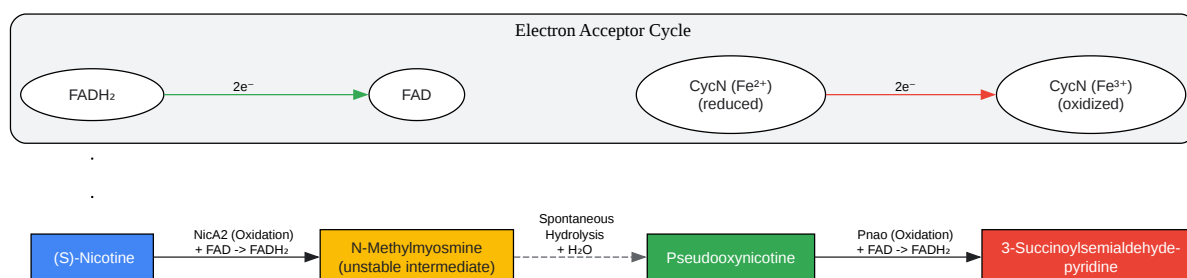 Electron Acceptor Cycle
FADH₂
2e⁻
FAD
CycN (Fe²⁺)
(reduced)
2e⁻
CycN (Fe³⁺)
(oxidized)
(S)-Nicotine
NicA2 (Oxidation)
+ FAD -> FADH₂
N-Methylmyosmine
(unstable intermediate)
Spontaneous
Hydrolysis
+ H₂O
Pseudooxynicotine
Pnao (Oxidation)
+ FAD -> FADH₂
3-Succinoylsemialdehyde-
pyridine